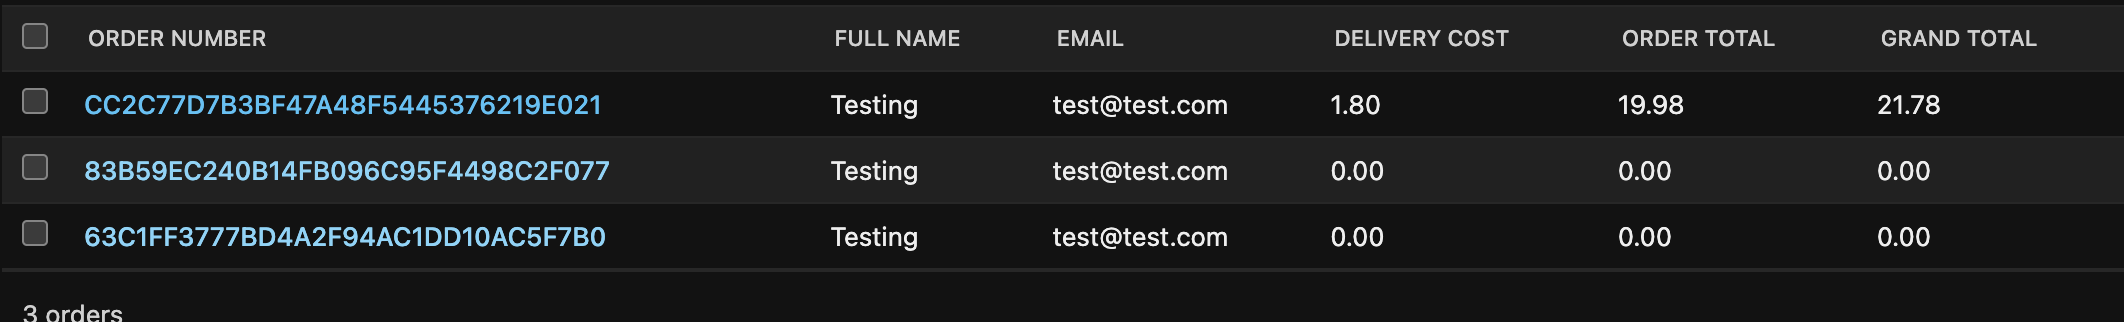 ORDER NUMBER FULL NAME EMAIL DELIVERY COST ORDER TOTAL GRAND TOTAL
CC2C77D7B3BF47A48F5445376219E021 Testing test@test.com 1.80 19.98 21.78
83B59EC240B14FB096C95F4498C2F077 Testing test@test.com 0.00 0.00 0.00
63C1FF3777BD4A2F94AC1DD10AC5F7B0 Testing test@test.com 0.00 0.00 0.00
3 orders